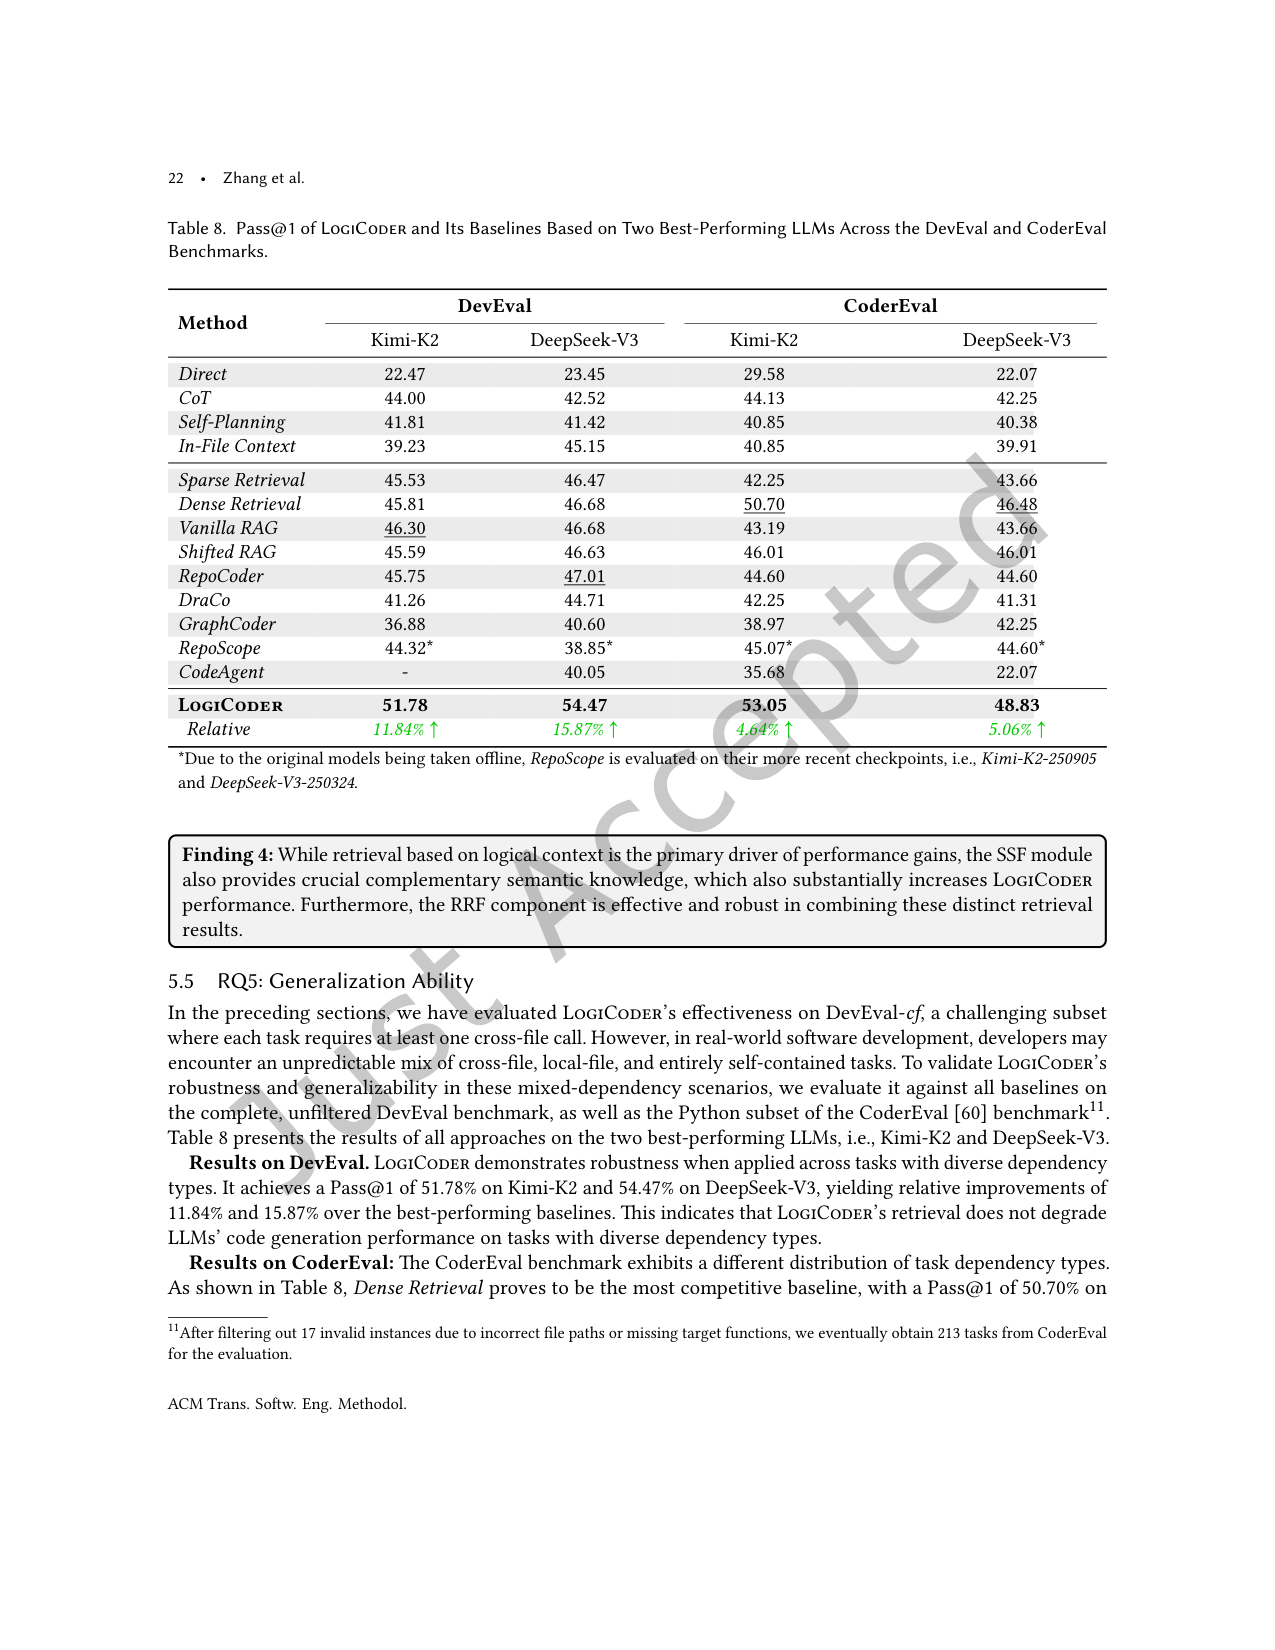 22 • Zhang et al.
Table 8. Pass@1 of LogiCoder and Its Baselines Based on Two Best-Performing LLMs Across the DevEval and CoderEval
Benchmarks.
Method DevEval CoderEval
Kimi-K2 DeepSeek-V3 Kimi-K2 DeepSeek-V3
Direct 22.47 23.45 29.58 22.07
CoT 44.00 42.52 44.13 42.25
Self-Planning 41.81 41.42 40.85 40.38
In-File Context 39.23 45.15 40.85 39.91
Sparse Retrieval 45.53 46.47 42.25 43.66
Dense Retrieval 45.81 46.68 50.70 46.48
Vanilla RAG 46.30 46.68 43.19 43.66
Shifted RAG 45.59 46.63 46.01 46.01
RepoCoder 45.75 47.01 44.60 44.60
DraCo 41.26 44.71 42.25 41.31
GraphCoder 36.88 40.60 38.97 42.25
RepoScope 44.32* 38.85* 45.07* 44.60*
CodeAgent - 40.05 35.68 22.07
LogiCoder 51.78 54.47 53.05 48.83
Relative 11.84% ↑ 15.87% ↑ 4.64% ↑ 5.06% ↑
*Due to the original models being taken offline, RepoScope is evaluated on their more recent checkpoints, i.e., Kimi-K2-250905
and DeepSeek-V3-250324.
Finding 4: While retrieval based on logical context is the primary driver of performance gains, the SSF module
also provides crucial complementary semantic knowledge, which also substantially increases LogiCoder
performance. Furthermore, the RRF component is effective and robust in combining these distinct retrieval
results.
5.5 RQ5: Generalization Ability
In the preceding sections, we have evaluated LogiCoder's effectiveness on DevEval-cf, a challenging subset
where each task requires at least one cross-file call. However, in real-world software development, developers may
encounter an unpredictable mix of cross-file, local-file, and entirely self-contained tasks. To validate LogiCoder's
robustness and generalizability in these mixed-dependency scenarios, we evaluate it against all baselines on
the complete, unfiltered DevEval benchmark, as well as the Python subset of the CoderEval [60] benchmark11.
Table 8 presents the results of all approaches on the two best-performing LLMs, i.e., Kimi-K2 and DeepSeek-V3.
Results on DevEval. LogiCoder demonstrates robustness when applied across tasks with diverse dependency
types. It achieves a Pass@1 of 51.78% on Kimi-K2 and 54.47% on DeepSeek-V3, yielding relative improvements of
11.84% and 15.87% over the best-performing baselines. This indicates that LogiCoder's retrieval does not degrade
LLMs' code generation performance on tasks with diverse dependency types.
Results on CoderEval: The CoderEval benchmark exhibits a different distribution of task dependency types.
As shown in Table 8, Dense Retrieval proves to be the most competitive baseline, with a Pass@1 of 50.70% on
11After filtering out 17 invalid instances due to incorrect file paths or missing target functions, we eventually obtain 213 tasks from CoderEval
for the evaluation.
ACM Trans. Softw. Eng. Methodol.
Just Accepted